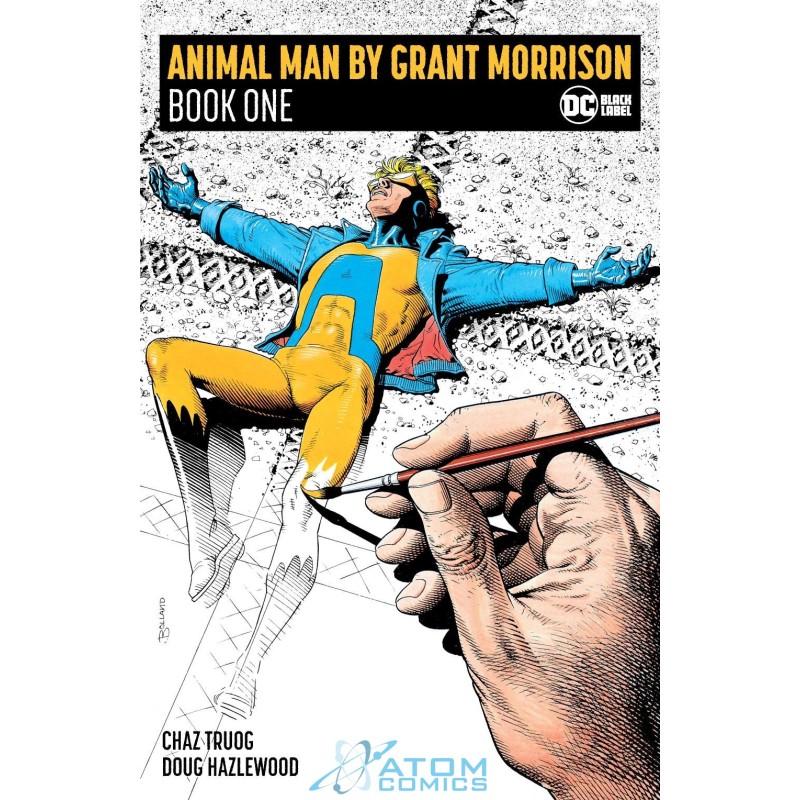 ANIMAL MAN BY GRANT MORRISON
BOOK ONE
DC BLACK
LABEL
BOLLAND
CHAZ TRUOG
DOUG HAZLEWOOD
ATOM
COMICS